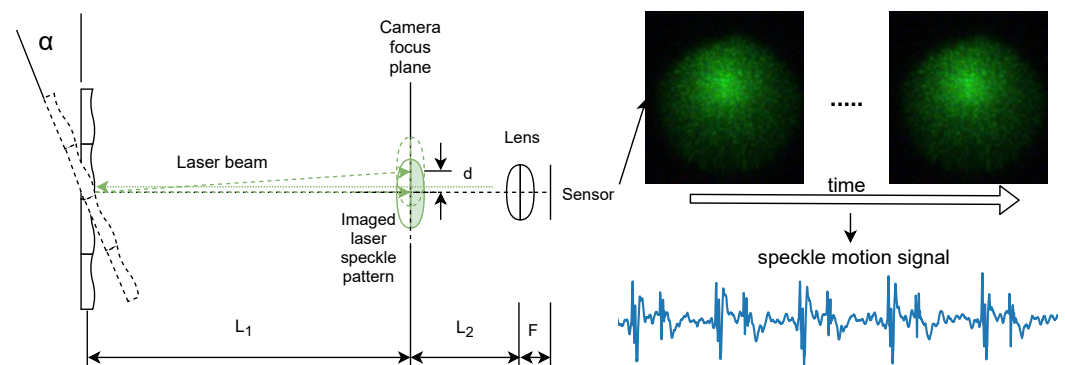 α
Camera
focus
plane
Laser beam
Lens
d
Sensor
Imaged
laser
speckle
pattern
L1
L2
F
.....
time
speckle motion signal